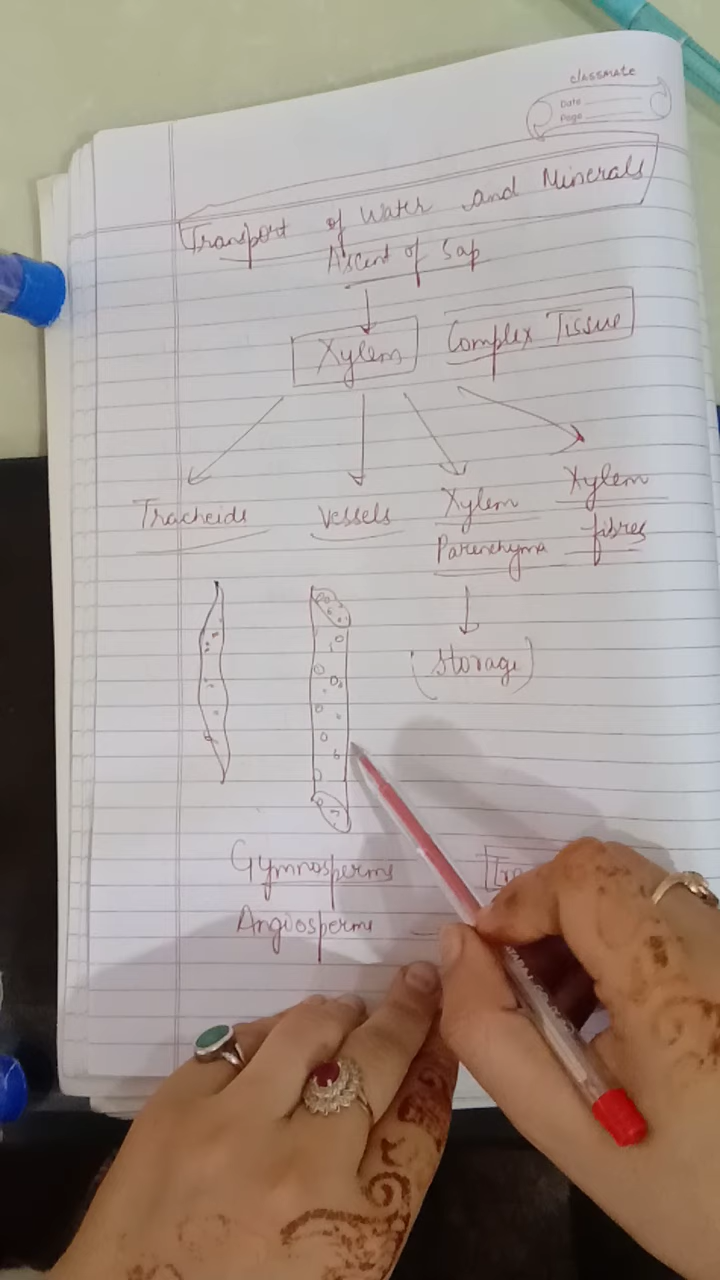 classmate
Date
Page
Transport of Water and Minerals
Ascent of Sap
Xylem Complex Tissue
Tracheids Vessels Xylem Parenchyma Xylem fibres
(Storage)
Gymnosperms
Angiosperms